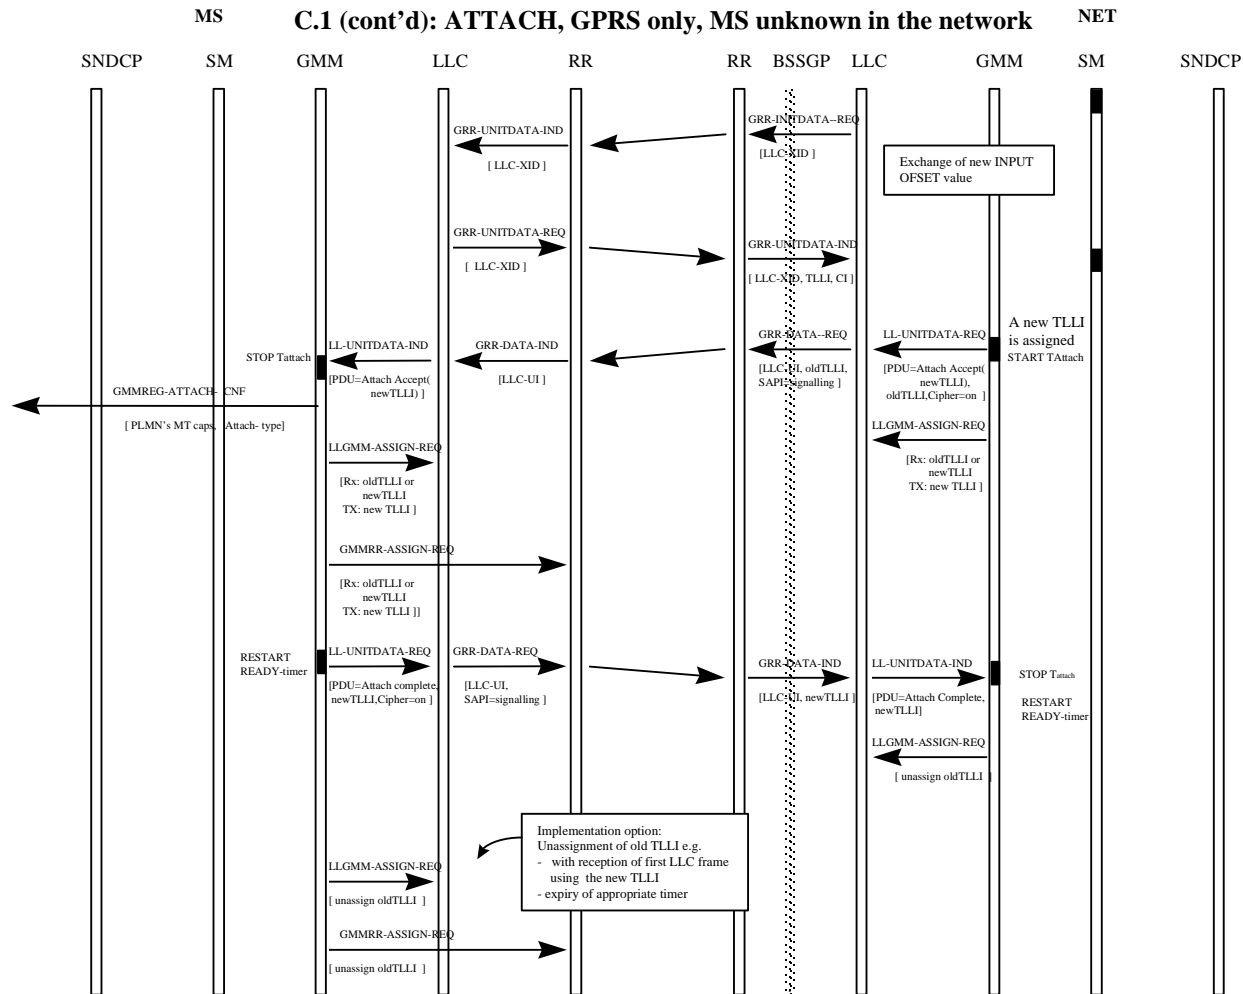 MS C.1 (cont’d): ATTACH, GPRS only, MS unknown in the network NET
SNDCP SM GMM LLC RR RR BSSGP LLC GMM SM SNDCP
GRR-UNITDATA-IND
[ LLC-XID ]
GRR-INITDATA--REQ
[LLC-XID ]
Exchange of new INPUT
OFSET value
GRR-UNITDATA-REQ
[ LLC-XID ]
GRR-UNITDATA-IND
[ LLC-XID, TLLI, CI ]
A new TLLI
is assigned
START TAttach
LL-UNITDATA-REQ
[PDU=Attach Accept(
newTLLI),
oldTLLI,Cipher=on ]
GRR-DATA--REQ
[LLC-UI, oldTLLI,
SAPI=signalling ]
GRR-DATA-IND
[LLC-UI ]
LL-UNITDATA-IND
[PDU=Attach Accept(
newTLLI) ]
STOP Tattach
GMMREG-ATTACH- CNF
[ PLMN’s MT caps, Attach- type]
LLGMM-ASSIGN-REQ
[Rx: oldTLLI or
newTLLI
TX: new TLLI ]
LLGMM-ASSIGN-REQ
[Rx: oldTLLI or
newTLLI
TX: new TLLI ]
GMMRR-ASSIGN-REQ
[Rx: oldTLLI or
newTLLI
TX: new TLLI ]]
RESTART
READY-timer
LL-UNITDATA-REQ
[PDU=Attach complete,
newTLLI,Cipher=on ]
GRR-DATA-REQ
[LLC-UI,
SAPI=signalling ]
GRR-DATA-IND
[LLC-UI, newTLLI ]
LL-UNITDATA-IND
[PDU=Attach Complete,
newTLLI]
STOP Tattach
RESTART
READY-timer
LLGMM-ASSIGN-REQ
[ unassign oldTLLI ]
Implementation option:
Unassignment of old TLLI e.g.
- with reception of first LLC frame
using the new TLLI
- expiry of appropriate timer
LLGMM-ASSIGN-REQ
[ unassign oldTLLI ]
GMMRR-ASSIGN-REQ
[ unassign oldTLLI ]